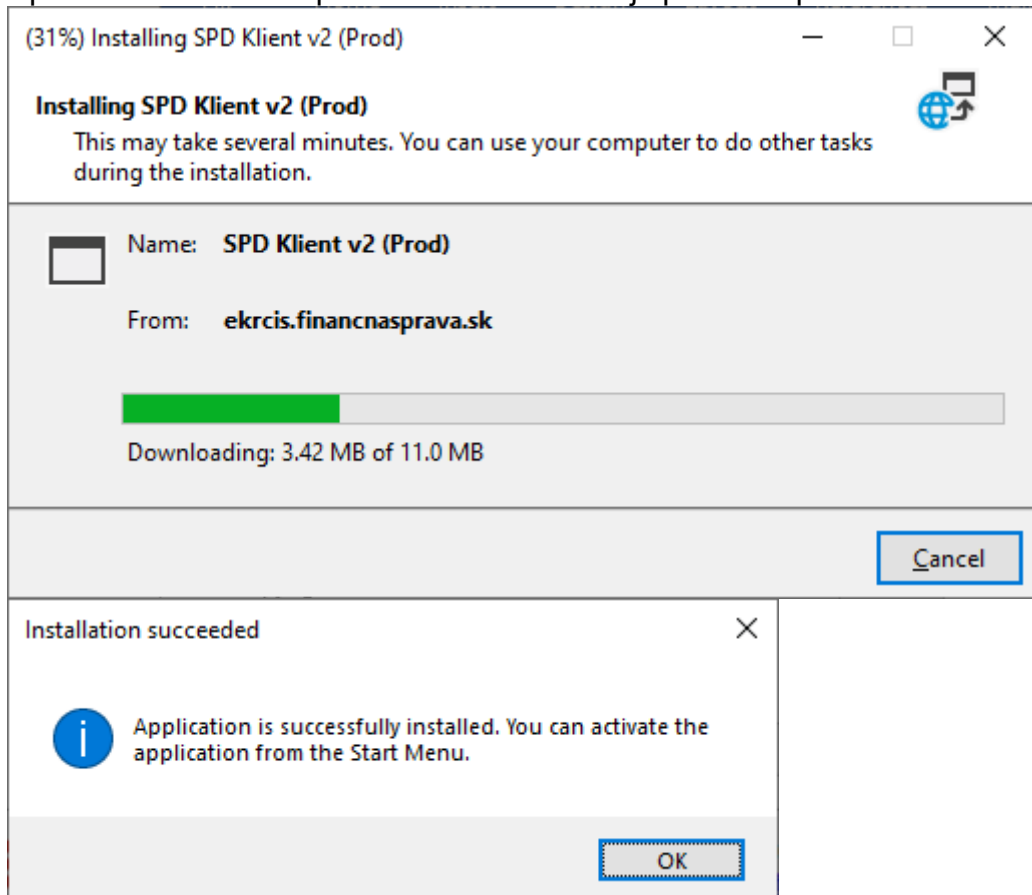 (31%) Installing SPD Klient v2 (Prod)
Installing SPD Klient v2 (Prod)
This may take several minutes. You can use your computer to do other tasks
during the installation.
Name: SPD Klient v2 (Prod)
From: ekrcis.financnasprava.sk
Downloading: 3.42 MB of 11.0 MB
Cancel
Installation succeeded
Application is successfully installed. You can activate the
application from the Start Menu.
OK